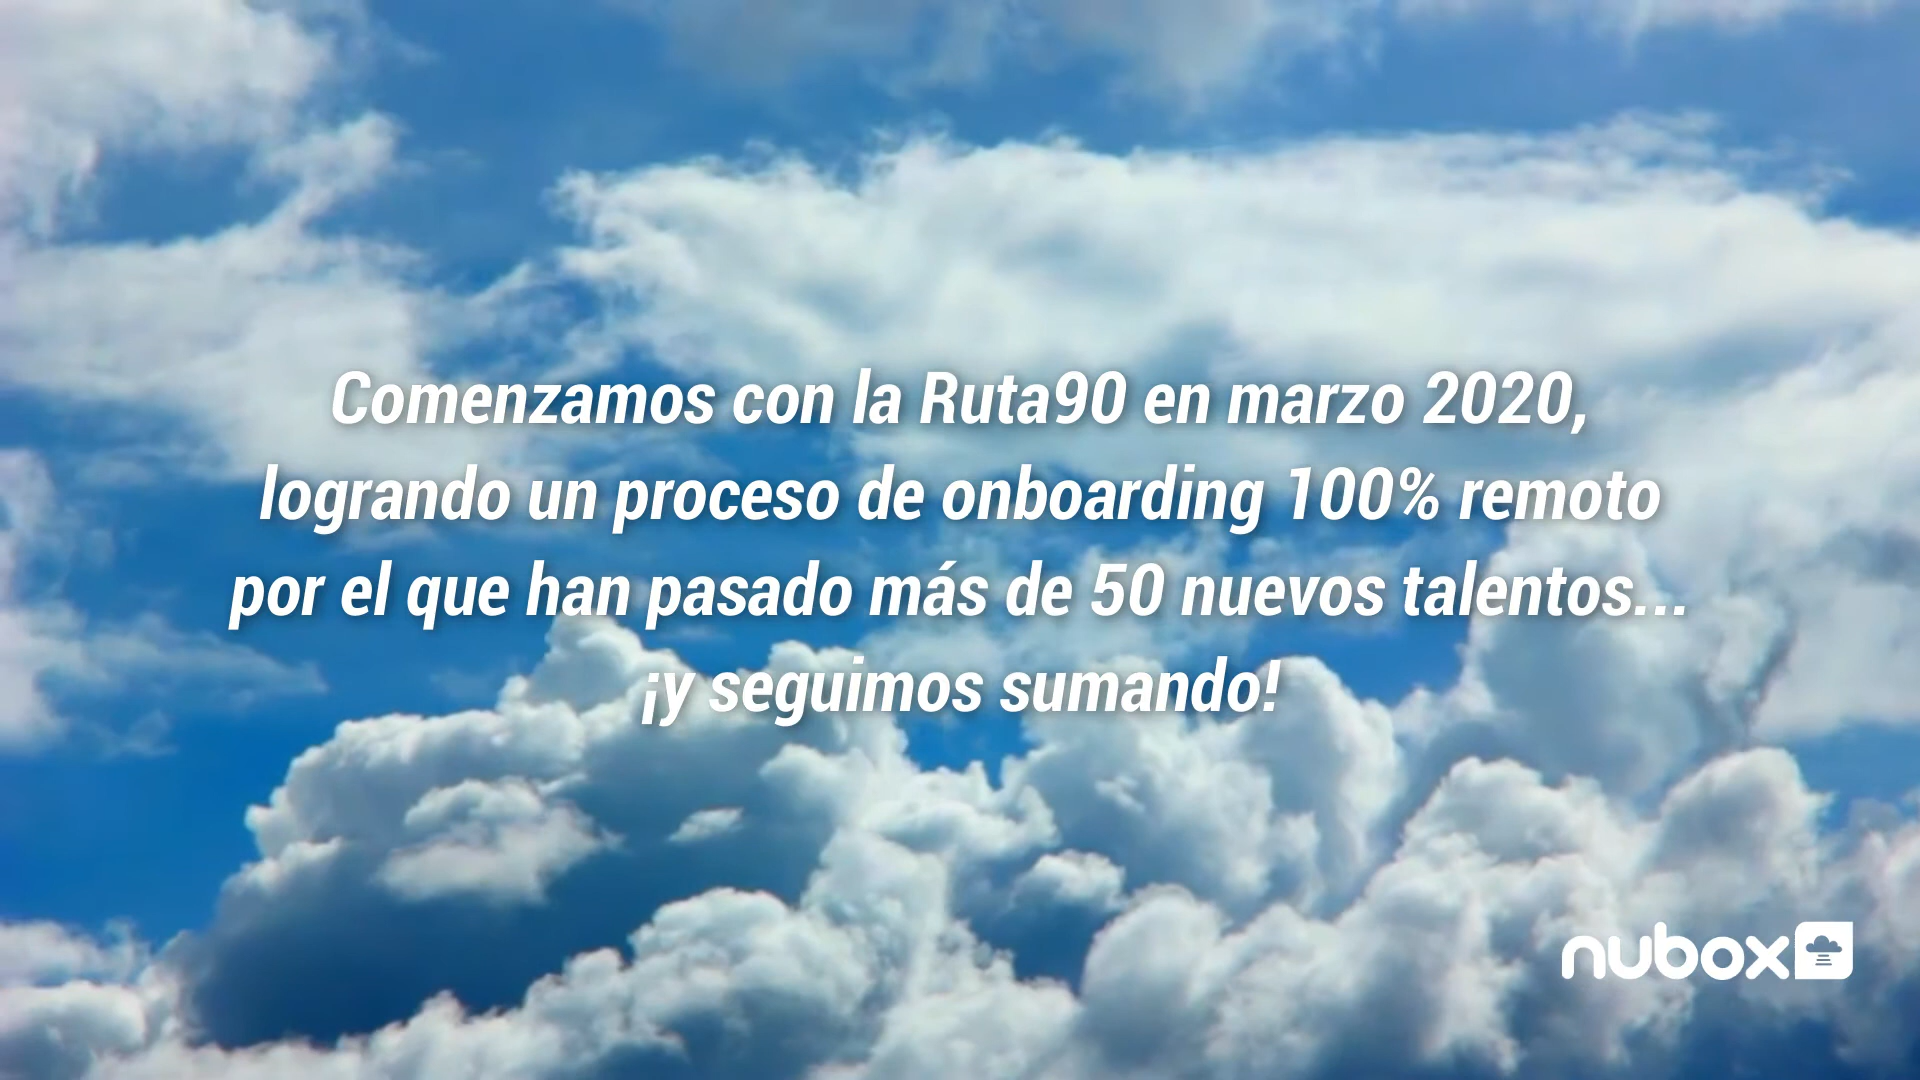 Comenzamos con la Ruta90 en marzo 2020,
logrando un proceso de onboarding 100% remoto
por el que han pasado más de 50 nuevos talentos...
¡y seguimos sumando!
nubox